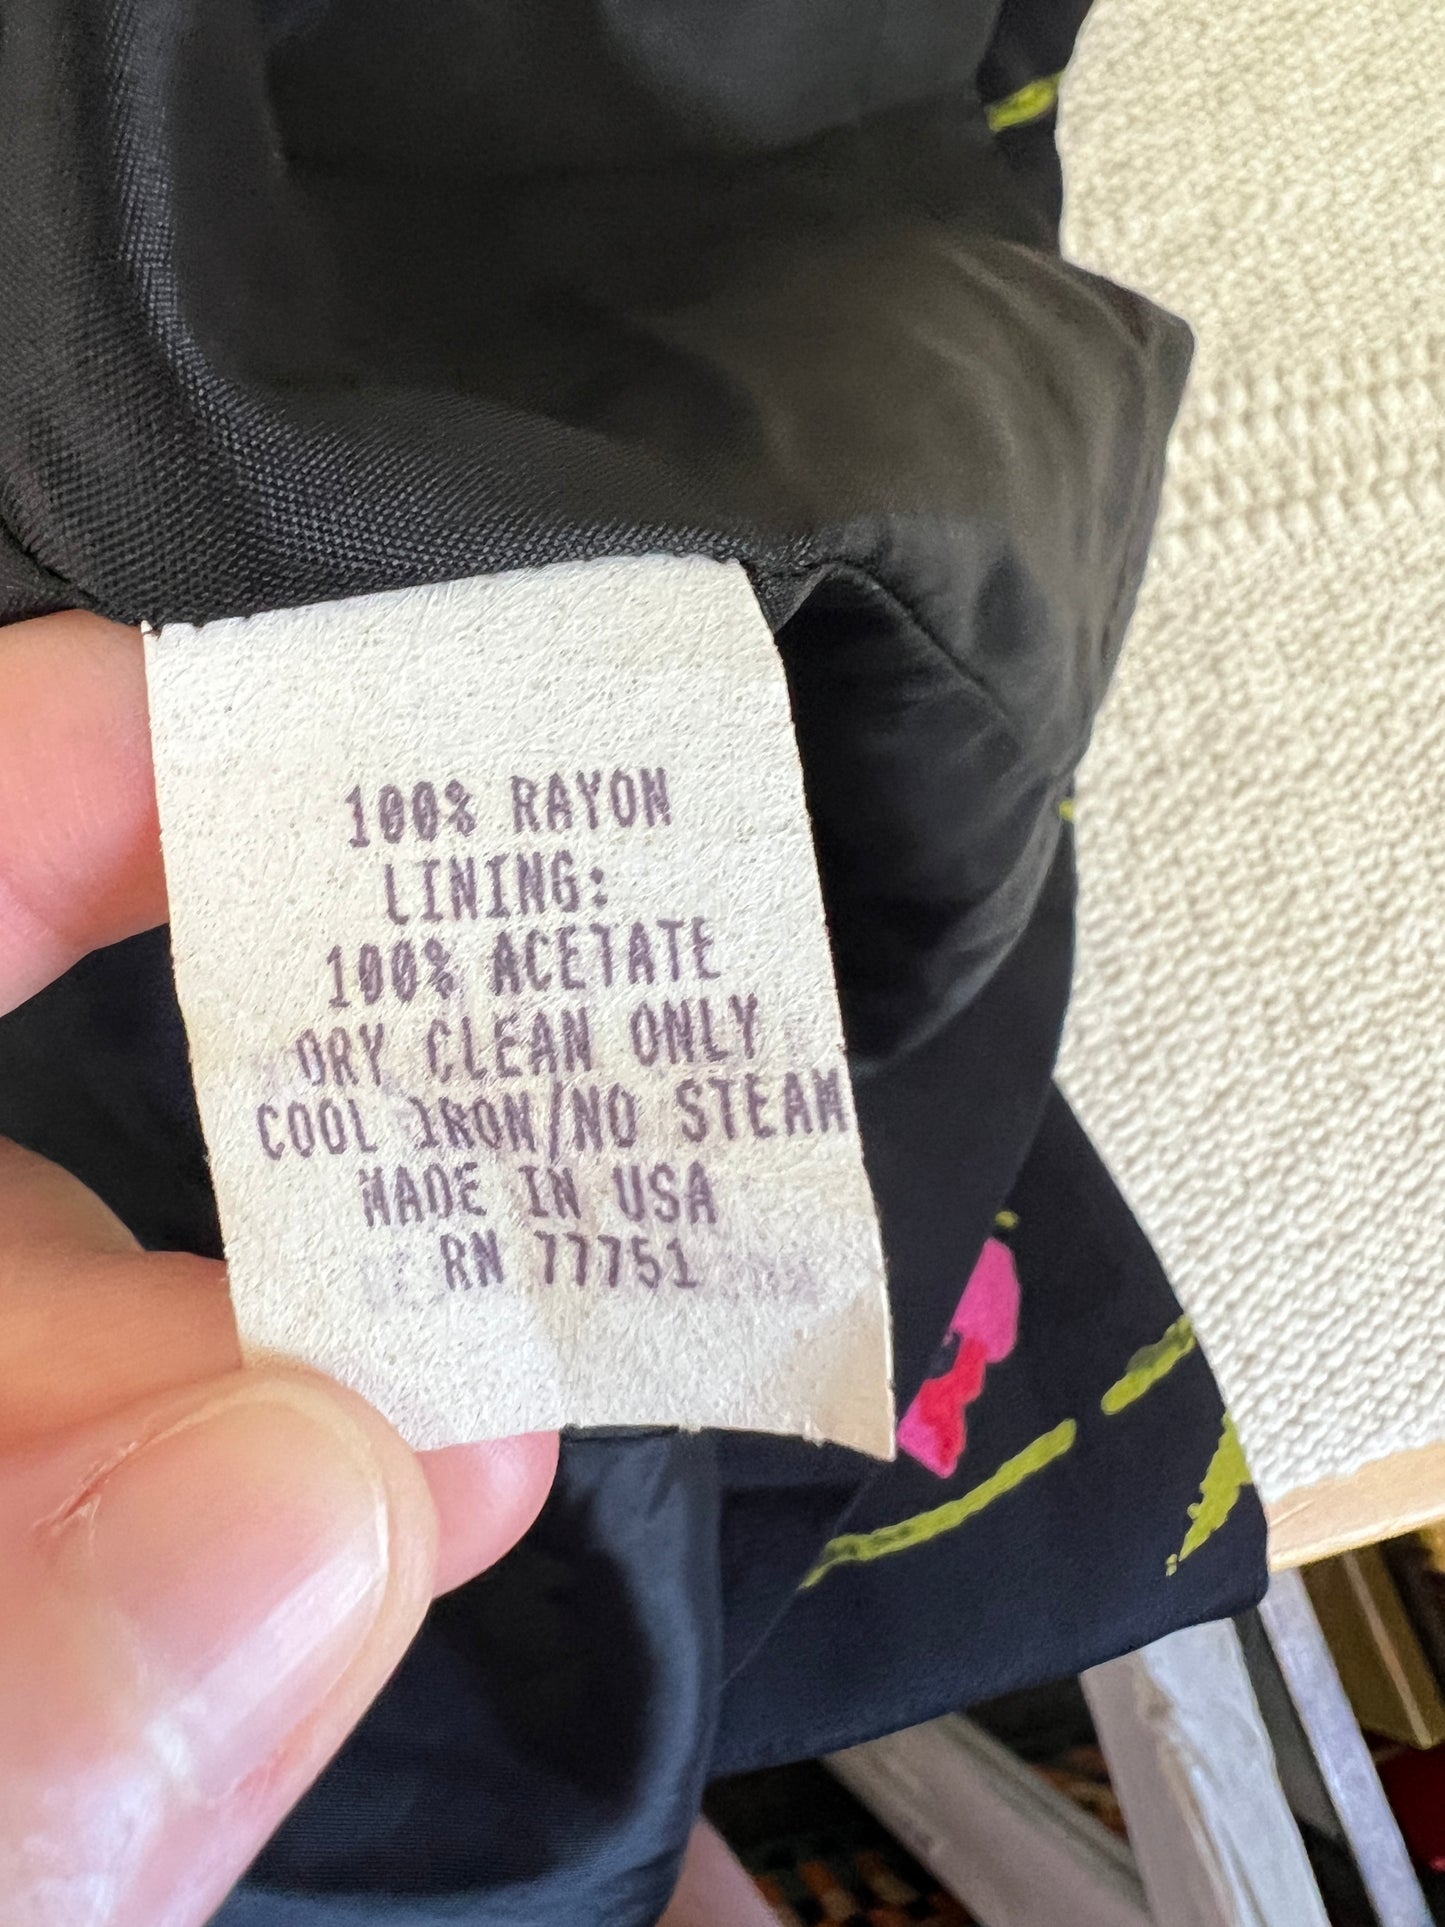 100% RAYON
LINING:
100% ACETATE
DRY CLEAN ONLY
COOL IRON/NO STEAM
MADE IN USA
RN 77751